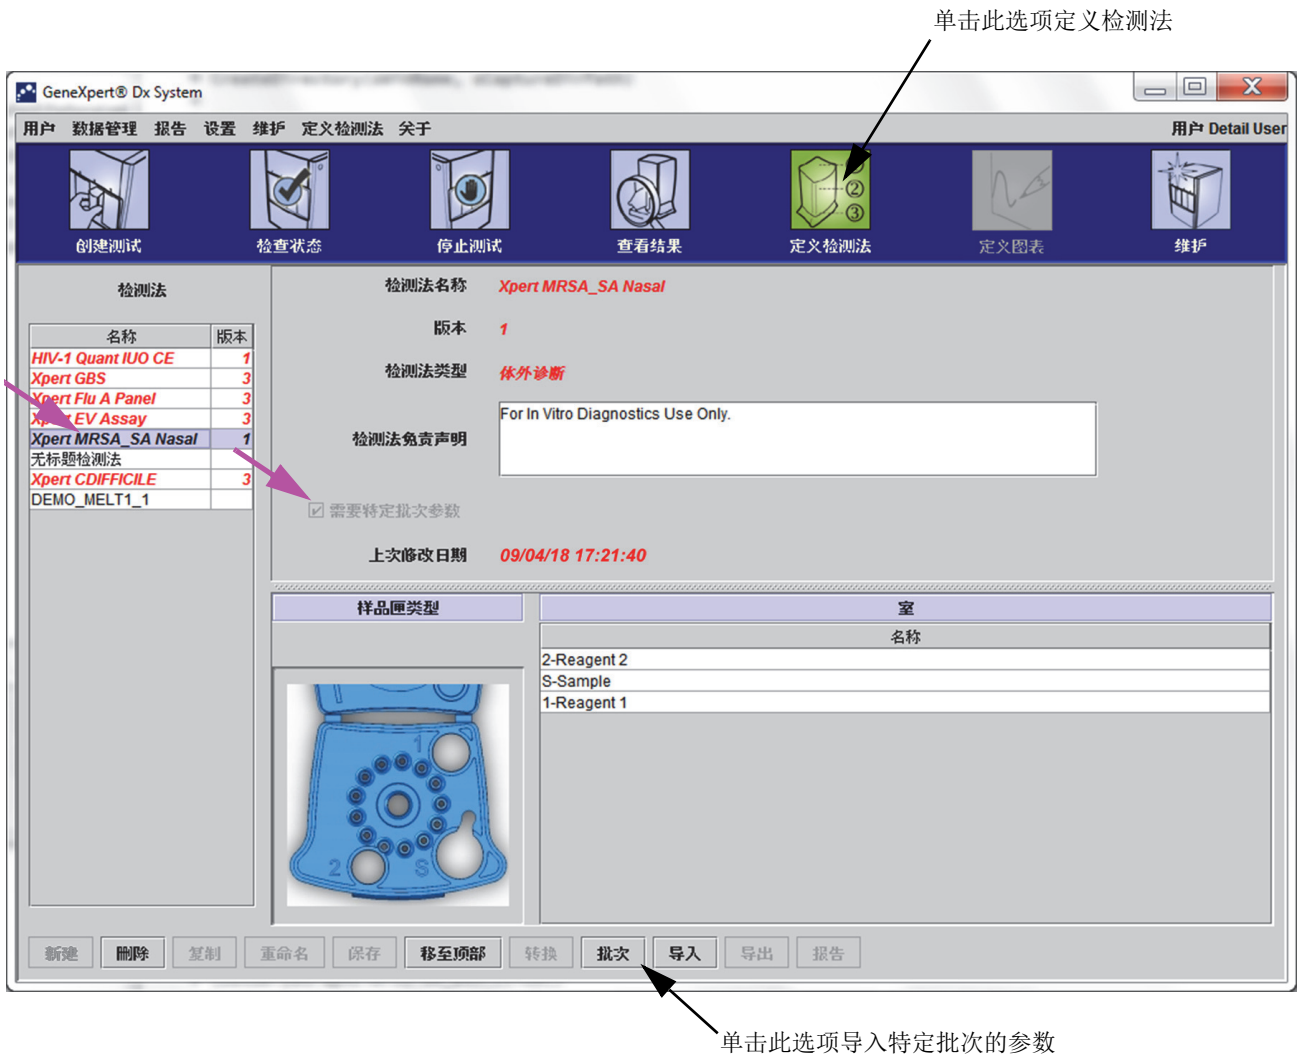 单击此选项定义检测法
GeneXpert® Dx System
用户 数据管理 报告 设置 维护 定义检测法 关于 用户 Detail User
创建测试 检查状态 停止测试 查看结果 定义检测法 定义图表 维护
检测法
名称 版本
HIV-1 Quant IUO CE 1
Xpert GBS 3
Xpert Flu A Panel 3
Xpert EV Assay 3
Xpert MRSA_SA Nasal 1
无标题检测法
Xpert CDIFFICILE 3
DEMO_MELT1_1
检测法名称 Xpert MRSA_SA Nasal
版本 1
检测法类型 体外诊断
检测法免责声明 For In Vitro Diagnostics Use Only.
需要特定批次参数
上次修改日期 09/04/18 17:21:40
样品匣类型 室
名称
2-Reagent 2
S-Sample
1-Reagent 1
1
2 S
新建 删除 复制 重命名 保存 移至顶部 转换 批次 导入 导出 报告
单击此选项导入特定批次的参数